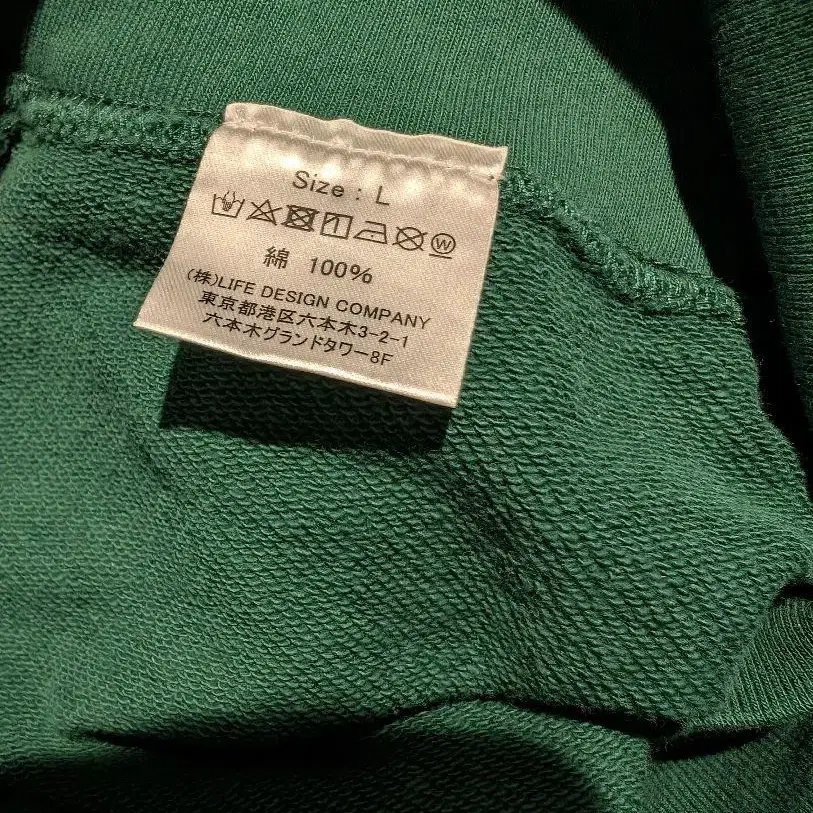 Size : L
綿 100%
(株)LIFE DESIGN COMPANY
東京都港区六本木3-2-1
六本木グランドタワー8F